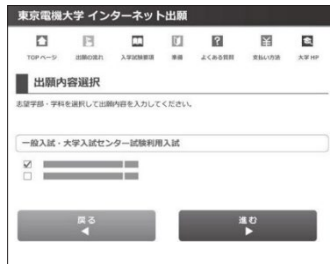 東京電機大学 インターネット出願
TOP ページ 出願の流れ 入学試験要項 準備 よくある質問 支払い方法 大学 HP
出願内容選択
志望学部・学科を選択して出願内容を入力してください。
一般入試・大学入試センター試験利用入試
戻る
進む